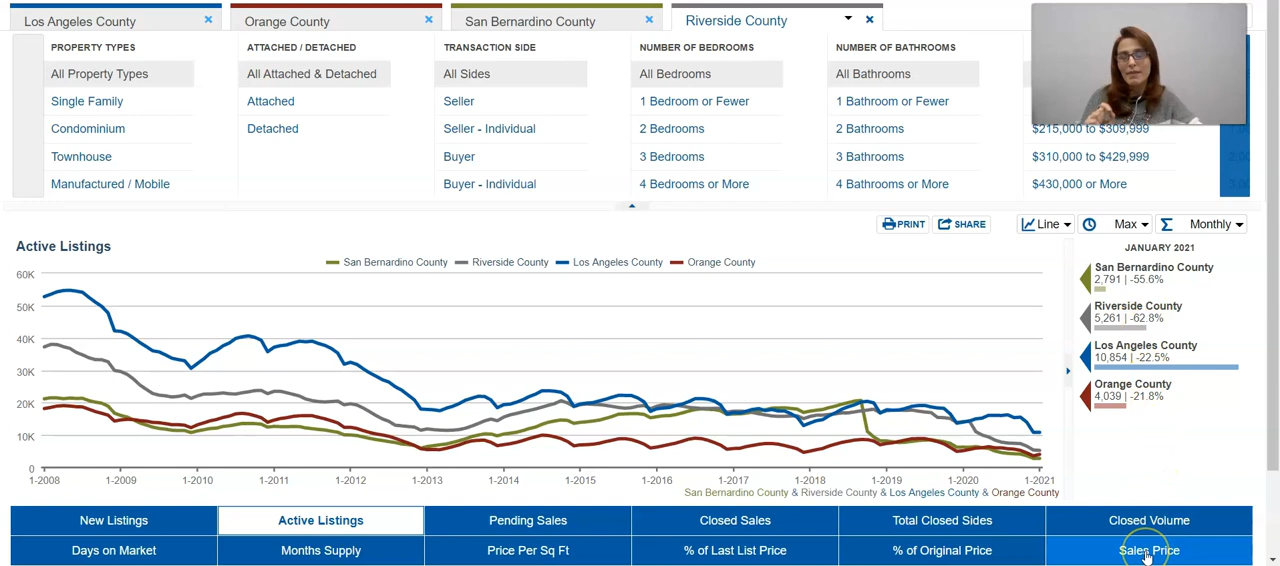 Los Angeles County × Orange County × San Bernardino County × Riverside County ×
PROPERTY TYPES ATTACHED / DETACHED TRANSACTION SIDE NUMBER OF BEDROOMS NUMBER OF BATHROOMS
All Property Types All Attached & Detached All Sides All Bedrooms All Bathrooms
Single Family Attached Seller 1 Bedroom or Fewer 1 Bathroom or Fewer
Condominium Detached Seller - Individual 2 Bedrooms 2 Bathrooms $215,000 to $309,999
Townhouse Buyer 3 Bedrooms 3 Bathrooms $310,000 to $429,999
Manufactured / Mobile Buyer - Individual 4 Bedrooms or More 4 Bathrooms or More $430,000 or More
PRINT SHARE Line Max Σ Monthly
Active Listings
JANUARY 2021
San Bernardino County Riverside County Los Angeles County Orange County
San Bernardino County
2,791 | -55.6%
Riverside County
5,261 | -62.8%
Los Angeles County
10,854 | -22.5%
Orange County
4,039 | -21.8%
60K
50K
40K
30K
20K
10K
0
1-2008 1-2009 1-2010 1-2011 1-2012 1-2013 1-2014 1-2015 1-2016 1-2017 1-2018 1-2019 1-2020 1-2021
San Bernardino County & Riverside County & Los Angeles County & Orange County
New Listings Active Listings Pending Sales Closed Sales Total Closed Sides Closed Volume
Days on Market Months Supply Price Per Sq Ft % of Last List Price % of Original Price Sales Price